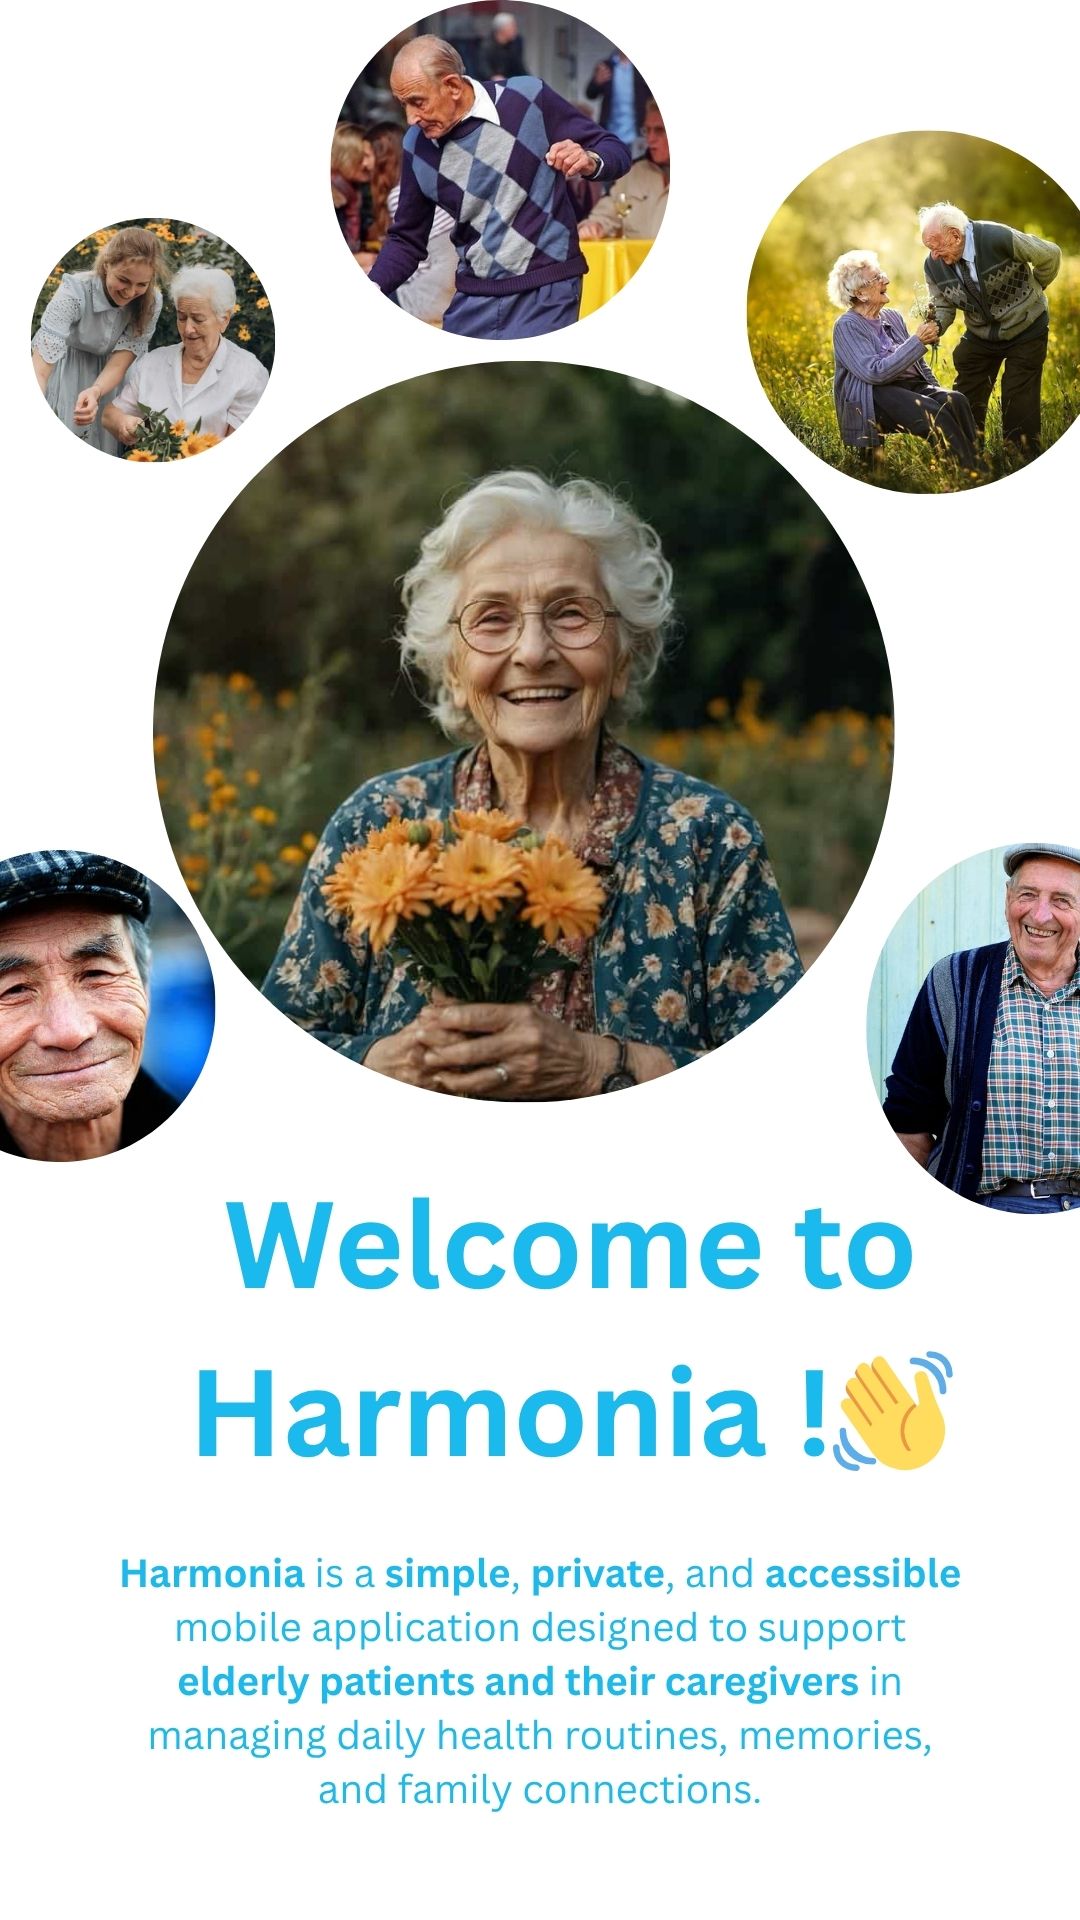 Welcome to
Harmonia !👋
Harmonia is a simple, private, and accessible
mobile application designed to support
elderly patients and their caregivers in
managing daily health routines, memories,
and family connections.